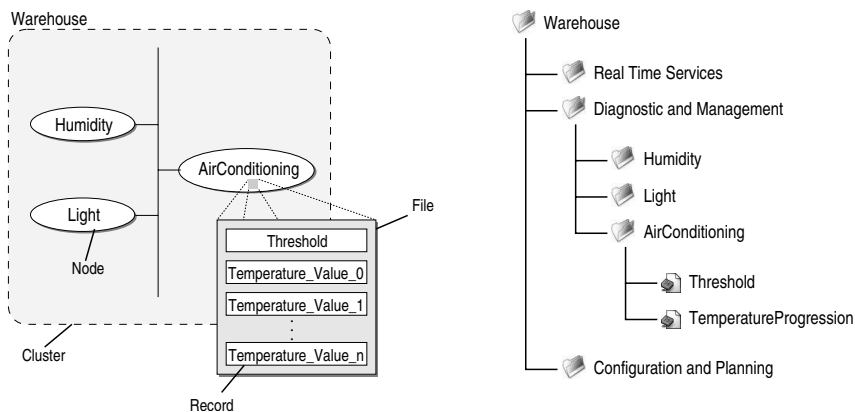 Warehouse
Humidity
AirConditioning
Light
Node
File
Threshold
Temperature_Value_0
Temperature_Value_1
Temperature_Value_n
Cluster
Record
Warehouse
Real Time Services
Diagnostic and Management
Humidity
Light
AirConditioning
Threshold
TemperatureProgression
Configuration and Planning